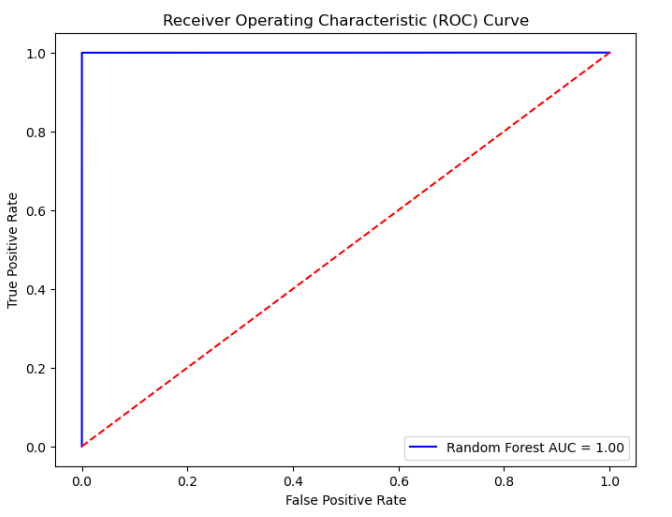 Receiver Operating Characteristic (ROC) Curve
True Positive Rate
1.0
0.8
0.6
0.4
0.2
0.0
Random Forest AUC = 1.00
0.0 0.2 0.4 0.6 0.8 1.0
False Positive Rate